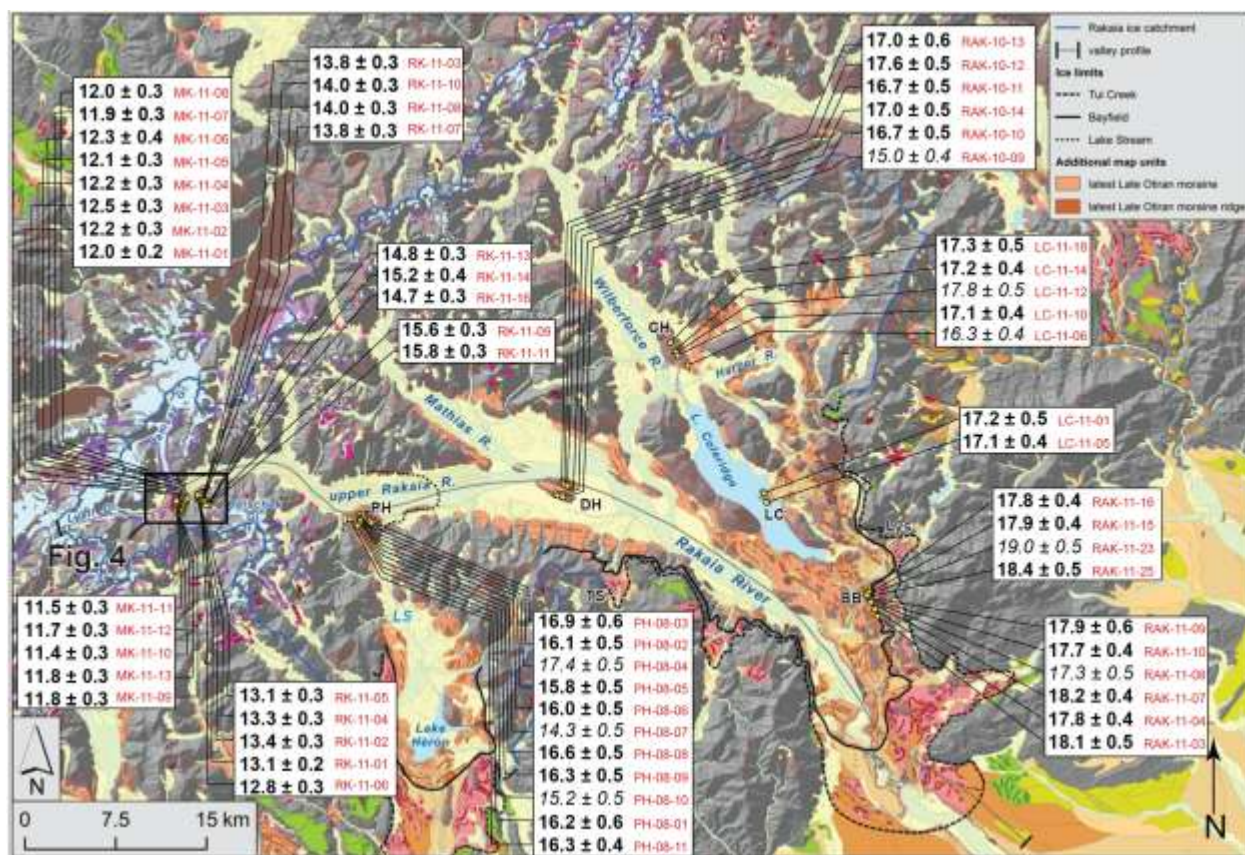 12.0 ± 0.3 MK-11-08
11.9 ± 0.3 MK-11-07
12.3 ± 0.4 MK-11-06
12.1 ± 0.3 MK-11-05
12.2 ± 0.3 MK-11-04
12.5 ± 0.3 MK-11-03
12.2 ± 0.3 MK-11-02
12.0 ± 0.2 MK-11-01
13.8 ± 0.3 RK-11-03
14.0 ± 0.3 RK-11-10
14.0 ± 0.3 RK-11-08
13.8 ± 0.3 RK-11-07
17.0 ± 0.6 RAK-10-13
17.6 ± 0.5 RAK-10-12
16.7 ± 0.5 RAK-10-11
17.0 ± 0.5 RAK-10-14
16.7 ± 0.5 RAK-10-10
15.0 ± 0.4 RAK-10-09
Rakaia ice catchment
valley profile
Ice limits
Tui Creek
Bayfield
Lake Stream
Additional map units
latest Late Otiran moraine
latest Late Otiran moraine ridge
14.8 ± 0.3 RK-11-13
15.2 ± 0.4 RK-11-14
14.7 ± 0.3 RK-11-16
15.6 ± 0.3 RK-11-09
15.8 ± 0.3 RK-11-11
17.3 ± 0.5 LC-11-16
17.2 ± 0.4 LC-11-14
17.8 ± 0.5 LC-11-12
17.1 ± 0.4 LC-11-10
16.3 ± 0.4 LC-11-06
CH
Wilberforce R.
Harper R.
L. Coleridge
Mathias R.
17.2 ± 0.5 LC-11-01
17.1 ± 0.4 LC-11-05
LC
upper Rakaia R.
PH
DH
Rakaia River
Fig. 4
17.8 ± 0.4 RAK-11-16
17.9 ± 0.4 RAK-11-15
19.0 ± 0.5 RAK-11-23
18.4 ± 0.5 RAK-11-25
TS
BB
LS
Lake
Heron
11.5 ± 0.3 MK-11-11
11.7 ± 0.3 MK-11-12
11.4 ± 0.3 MK-11-10
11.8 ± 0.3 MK-11-13
11.8 ± 0.3 MK-11-09
13.1 ± 0.3 RK-11-05
13.3 ± 0.3 RK-11-04
13.4 ± 0.3 RK-11-02
13.1 ± 0.2 RK-11-01
12.8 ± 0.3 RK-11-06
16.9 ± 0.6 PH-08-03
16.1 ± 0.5 PH-08-02
17.4 ± 0.5 PH-08-04
15.8 ± 0.5 PH-08-05
16.0 ± 0.5 PH-08-06
14.3 ± 0.5 PH-08-07
16.6 ± 0.5 PH-08-08
16.3 ± 0.5 PH-08-09
15.2 ± 0.5 PH-08-10
16.2 ± 0.6 PH-08-01
16.3 ± 0.4 PH-08-11
17.9 ± 0.6 RAK-11-09
17.7 ± 0.4 RAK-11-10
17.3 ± 0.5 RAK-11-08
18.2 ± 0.4 RAK-11-07
17.8 ± 0.4 RAK-11-04
18.1 ± 0.5 RAK-11-03
N
0 7.5 15 km
N